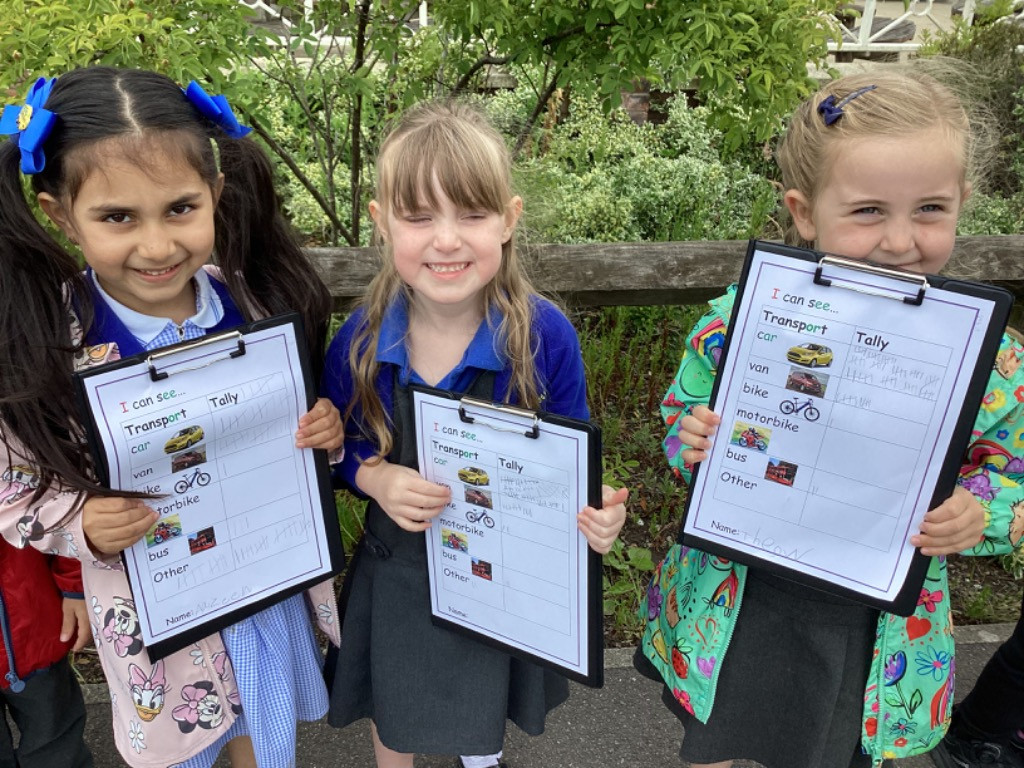 I can see...
Transport Tally
car
van
bike
motorbike
bus
Other
Name:
I can see...
Transport Tally
car
motorbike
bus
Other
Name:
I can see...
Transport Tally
car
van
bike
motorbike
bus
Other
Name: